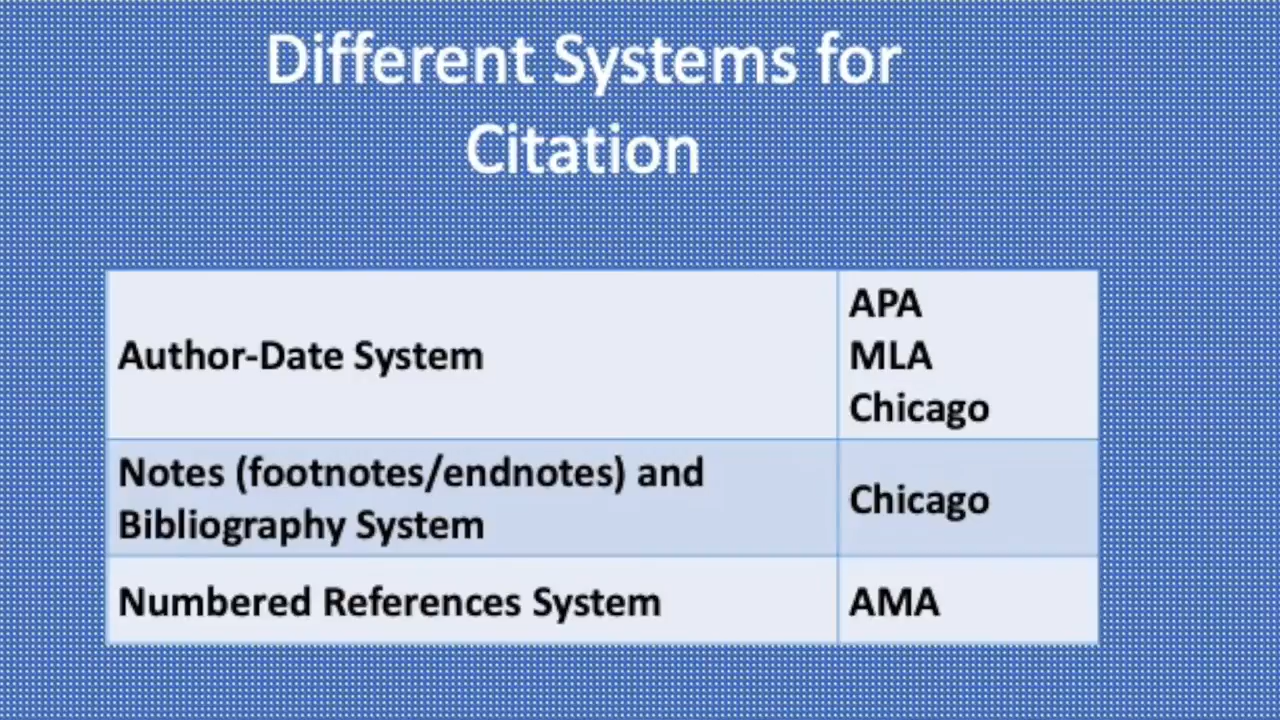 Different Systems for
Citation
Author-Date System
APA
MLA
Chicago
Notes (footnotes/endnotes) and
Bibliography System
Chicago
Numbered References System
AMA